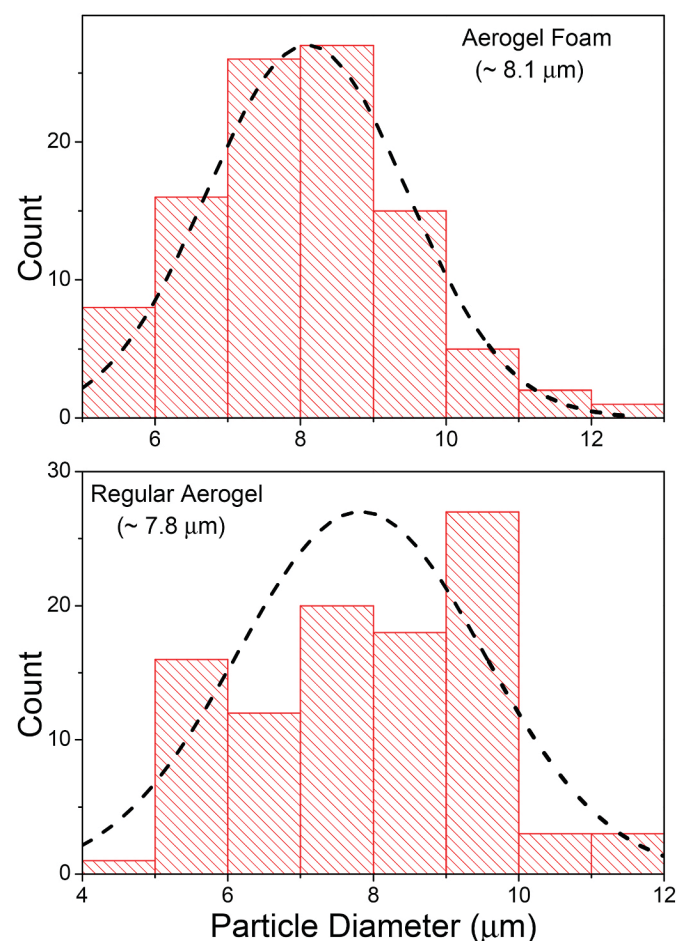 Aerogel Foam
(~ 8.1 μm)
20
10
0
Count
6 8 10 12
30
Regular Aerogel
(~ 7.8 μm)
20
10
0
Count
4 6 8 10 12
Particle Diameter (μm)